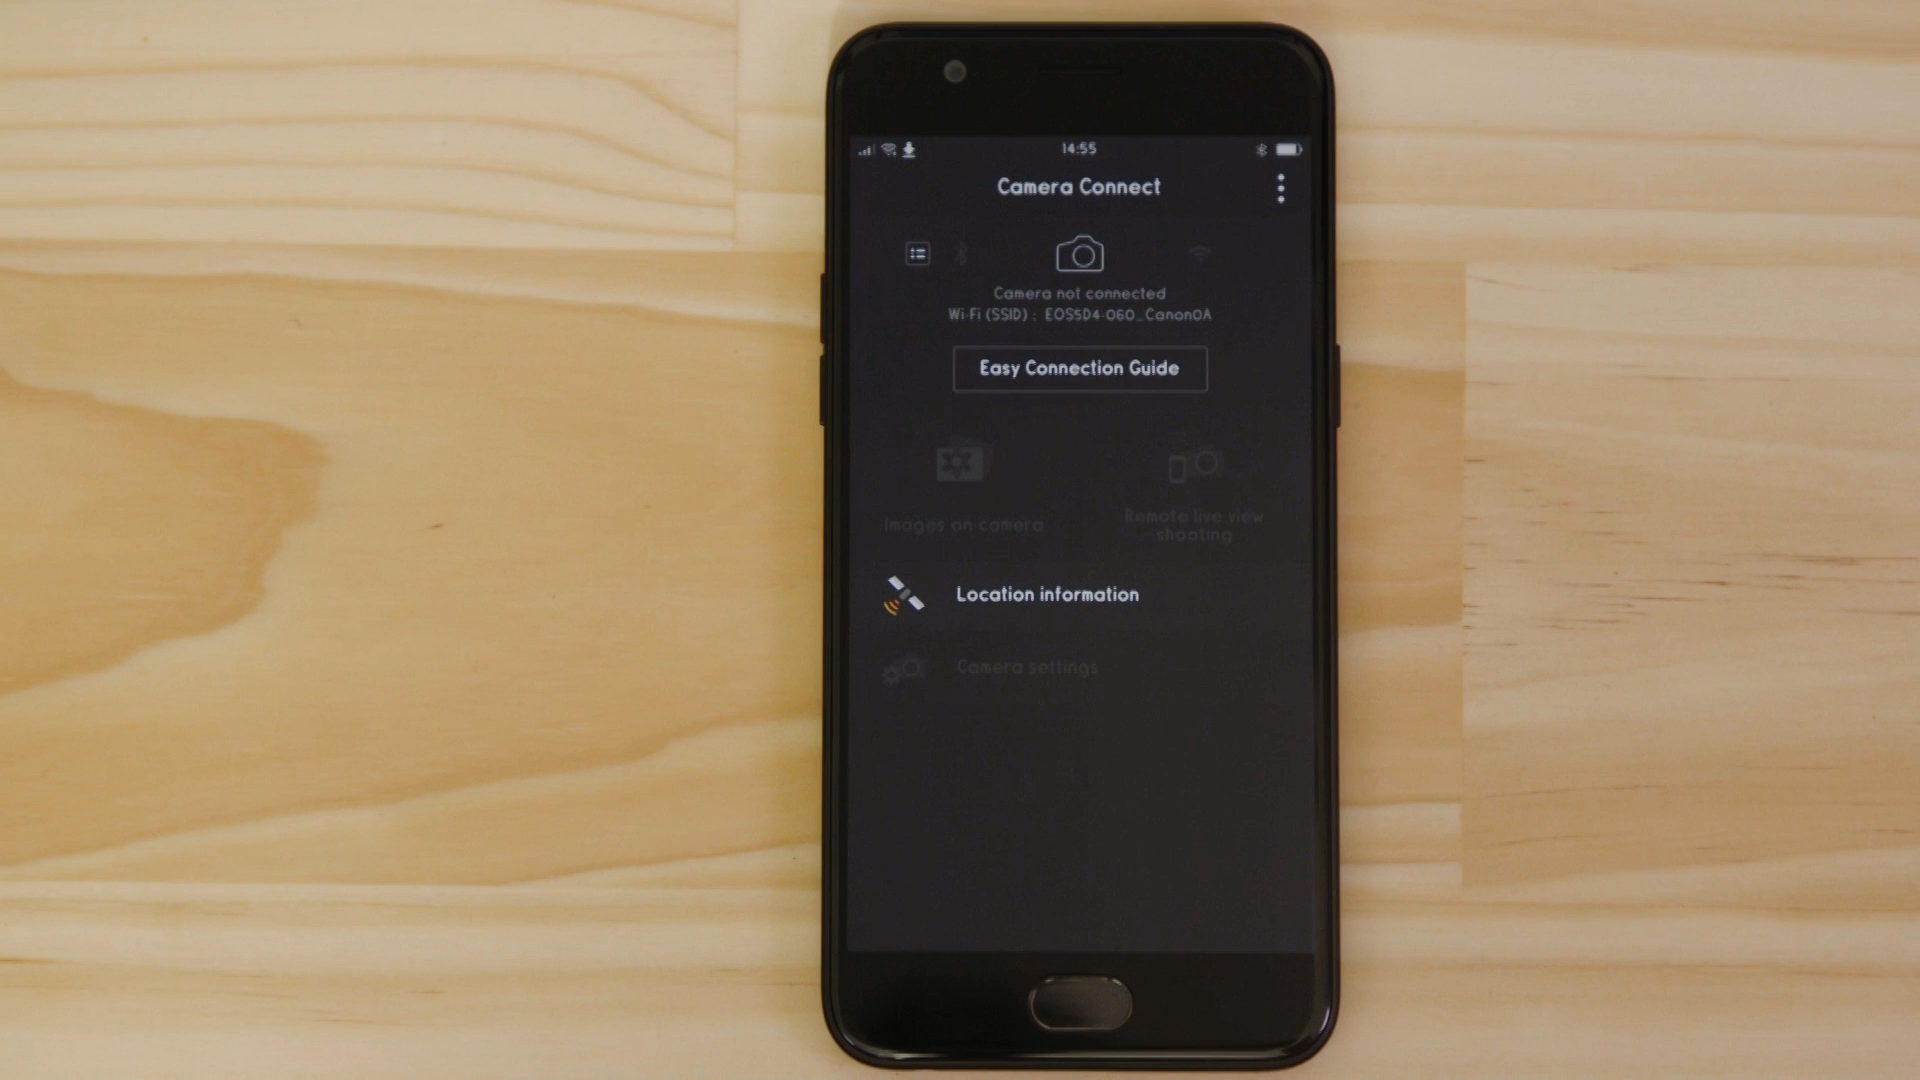 14:55
Camera Connect
Camera not connected
Wi-Fi (SSID) : EOS5D4-060_Canon0A
Easy Connection Guide
Images on camera
Remote live view
shooting
Location information
Camera settings